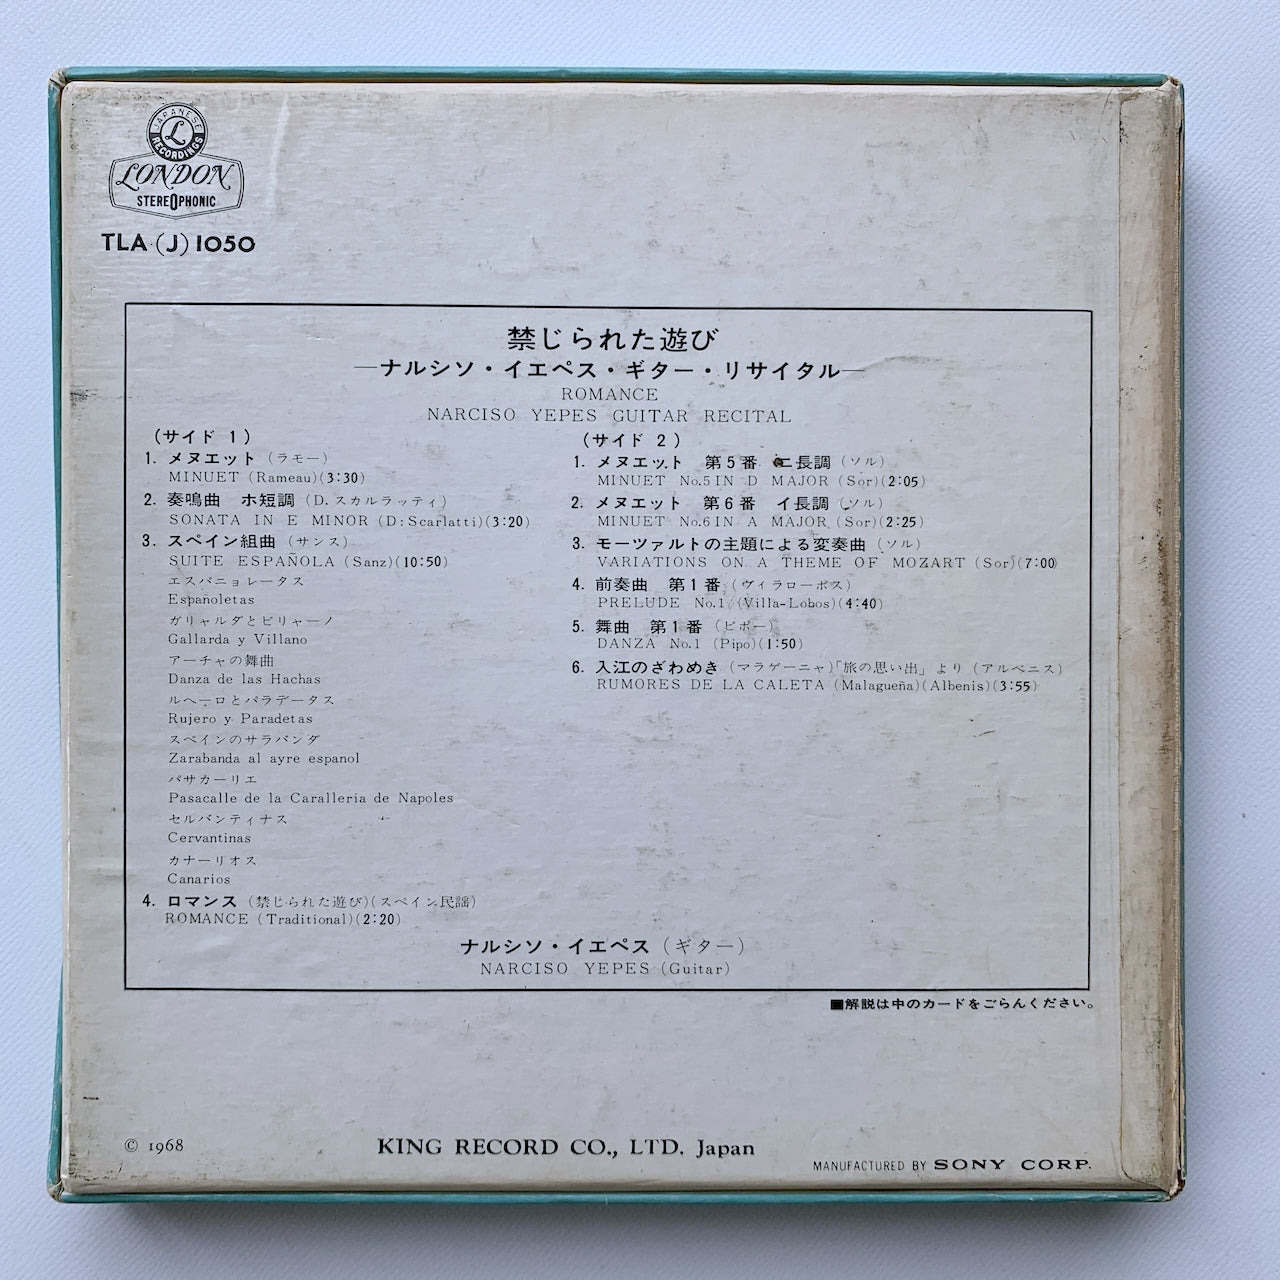 JAPANESE
L
RECORDINGS
LONDON
STEREOPHONIC
TLA (J) 1050
禁じられた遊び
—ナルシソ・イエペス・ギター・リサイタル—
ROMANCE
NARCISO YEPES GUITAR RECITAL
(サイド 1)
1. メヌエット (ラモー)
MINUET (Rameau)(3:30)
2. 奏鳴曲 ホ短調 (D. スカルラッティ)
SONATA IN E MINOR (D:Scarlatti)(3:20)
3. スペイン組曲 (サンス)
SUITE ESPAÑOLA (Sanz)(10:50)
エスパニョレータス
Españoletas
ガリャルダとビリャーノ
Gallarda y Villano
アーチャの舞曲
Danza de las Hachas
ルヘーロとパラデータス
Rujero y Paradetas
スペインのサラバンダ
Zarabanda al ayre espanol
パサカーリエ
Pasacalle de la Caralleria de Napoles
セルバンティナス
Cervantinas
カナーリオス
Canarios
4. ロマンス (禁じられた遊び)(スペイン民謡)
ROMANCE (Traditional)(2:20)
(サイド 2)
1. メヌエット 第5番 ニ長調 (ソル)
MINUET No.5 IN D MAJOR (Sor)(2:05)
2. メヌエット 第6番 イ長調 (ソル)
MINUET No.6 IN A MAJOR (Sor)(2:25)
3. モーツァルトの主題による変奏曲 (ソル)
VARIATIONS ON A THEME OF MOZART (Sor)(7:00)
4. 前奏曲 第1番 (ヴィラローボス)
PRELUDE No.1 (Villa-Lobos)(4:40)
5. 舞曲 第1番 (ピポー)
DANZA No.1 (Pipo)(1:50)
6. 入江のざわめき (マラゲーニャ)「旅の思い出」より (アルベニス)
RUMORES DE LA CALETA (Malagueña)(Albenis)(3:55)
ナルシソ・イエペス (ギター)
NARCISO YEPES (Guitar)
■解説は中のカードをごらんください。
© 1968
KING RECORD CO., LTD. Japan
MANUFACTURED BY SONY CORP.